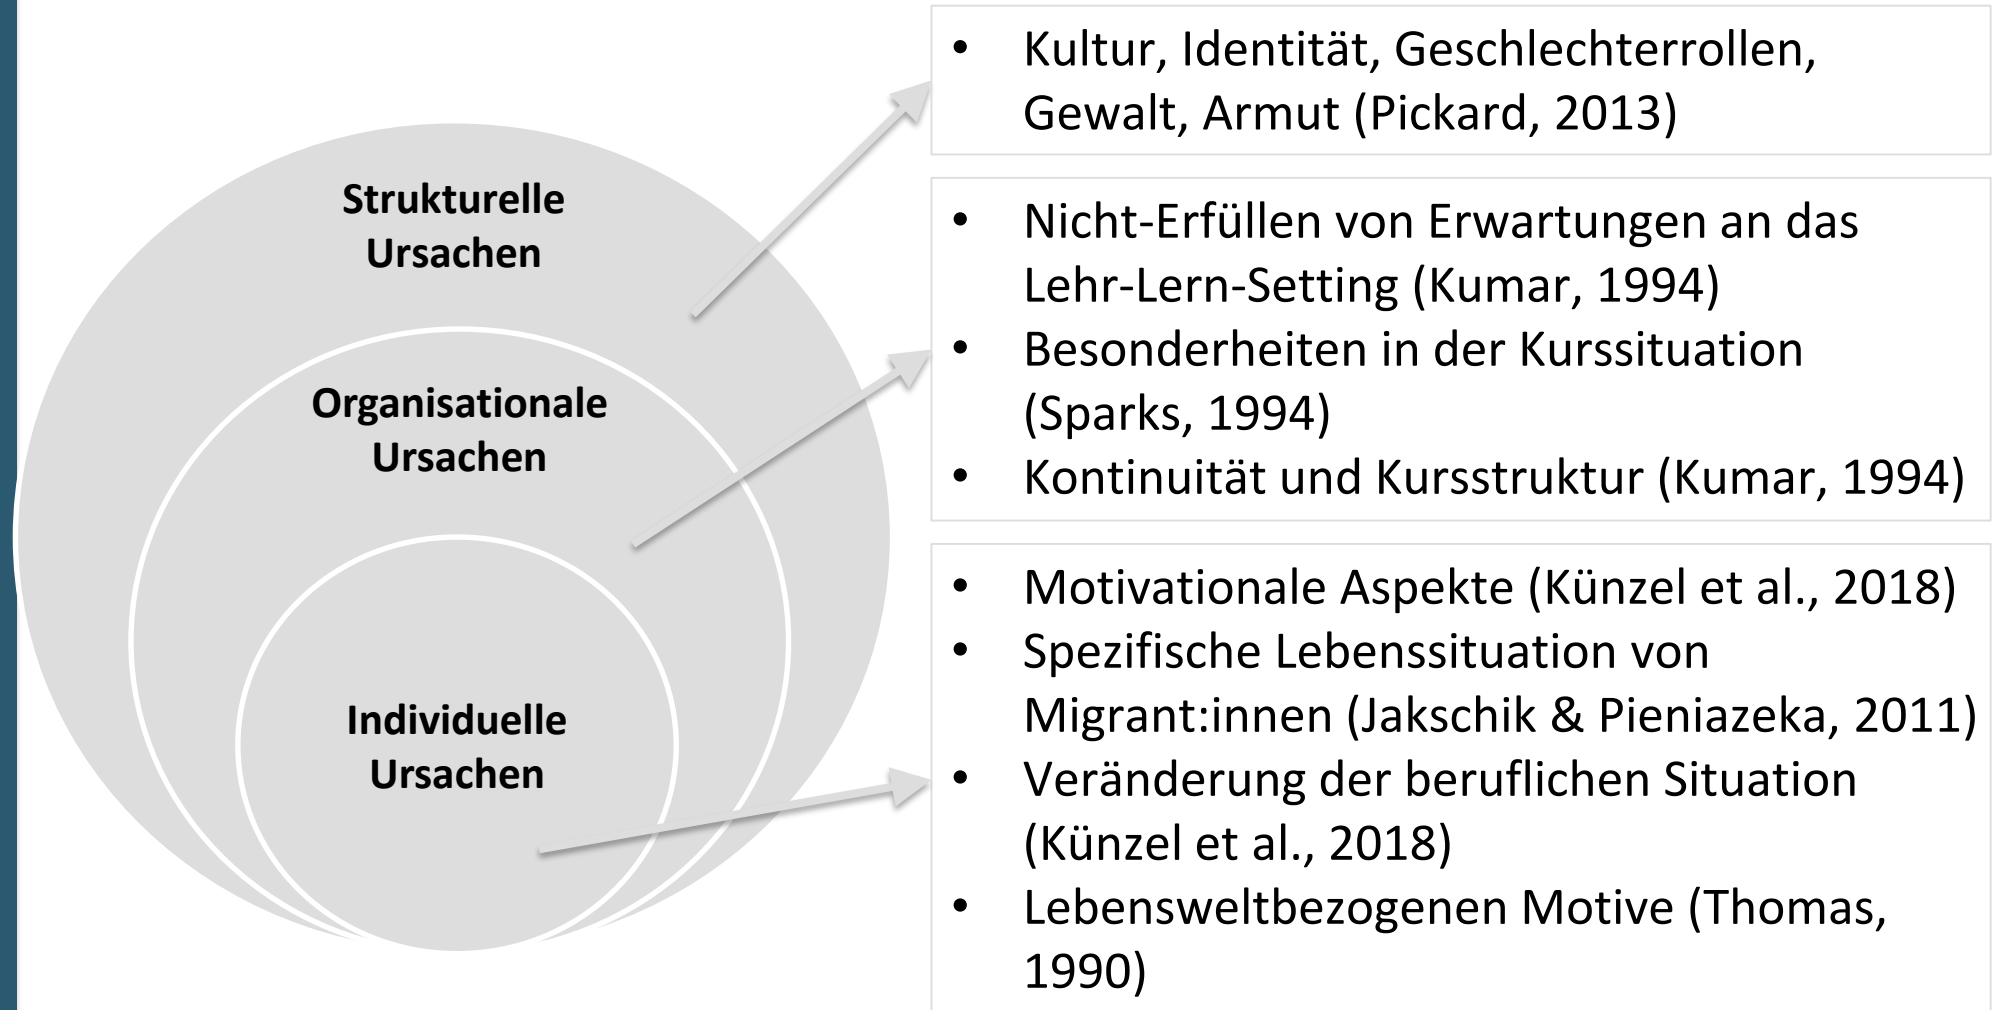 Strukturelle
Ursachen
Organisationale
Ursachen
Individuelle
Ursachen
• Kultur, Identität, Geschlechterrollen,
Gewalt, Armut (Pickard, 2013)
• Nicht-Erfüllen von Erwartungen an das
Lehr-Lern-Setting (Kumar, 1994)
• Besonderheiten in der Kurssituation
(Sparks, 1994)
• Kontinuität und Kursstruktur (Kumar, 1994)
• Motivationale Aspekte (Künzel et al., 2018)
• Spezifische Lebenssituation von
Migrant:innen (Jakschik & Pieniazeka, 2011)
• Veränderung der beruflichen Situation
(Künzel et al., 2018)
• Lebensweltbezogenen Motive (Thomas,
1990)